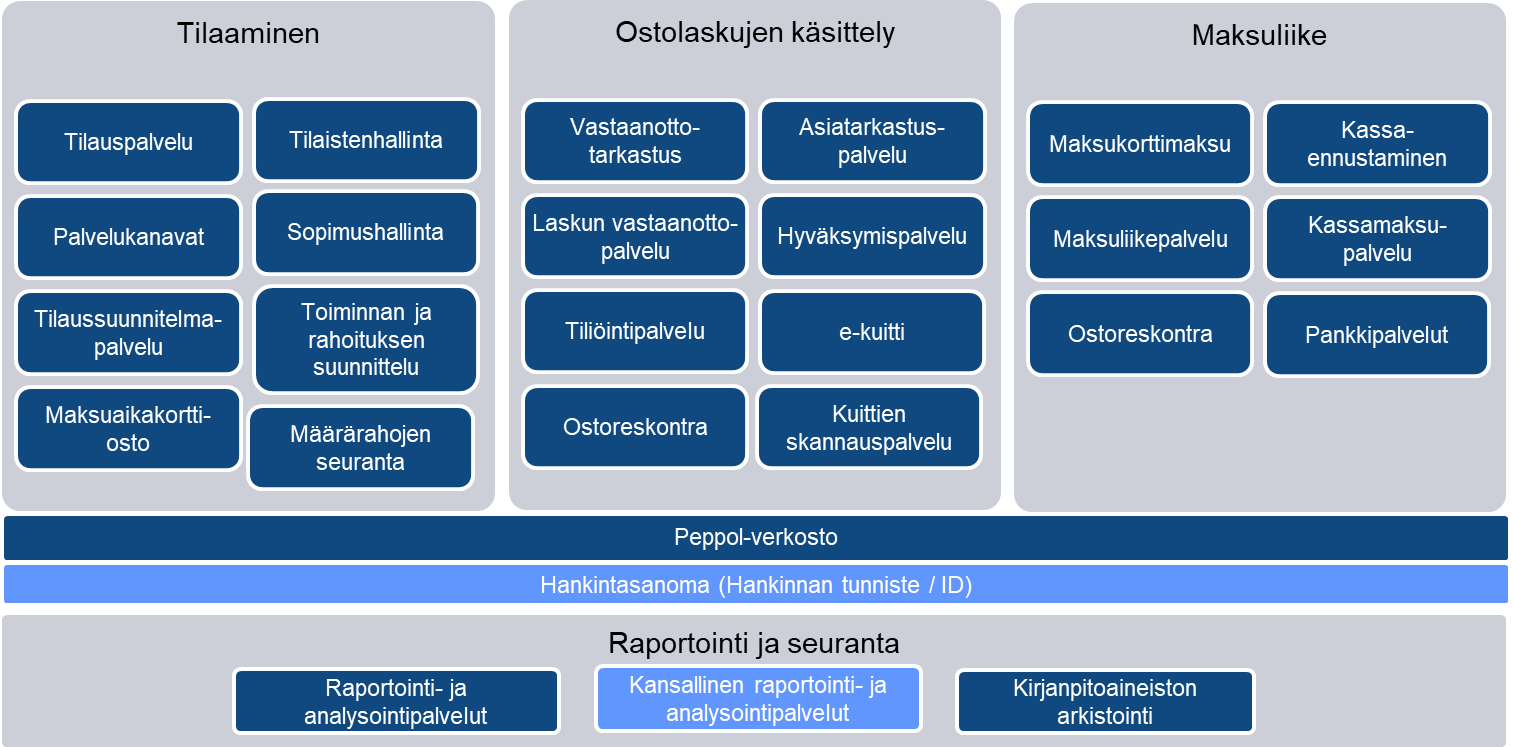 Tilaaminen
Tilauspalvelu
Tilaistenhallinta
Palvelukanavat
Sopimushallinta
Tilaussuunnitelma-
palvelu
Toiminnan ja
rahoituksen
suunnittelu
Maksuaikakortti-
osto
Määrärahojen
seuranta
Ostolaskujen käsittely
Vastaanotto-
tarkastus
Asiatarkastus-
palvelu
Laskun vastaanotto-
palvelu
Hyväksymispalvelu
Tiliöintipalvelu
e-kuitti
Ostoreskontra
Kuittien
skannauspalvelu
Maksuliike
Maksukorttimaksu
Kassa-
ennustaminen
Maksuliikepalvelu
Kassamaksu-
palvelu
Ostoreskontra
Pankkipalvelut
Peppol-verkosto
Hankintasanoma (Hankinnan tunniste / ID)
Raportointi ja seuranta
Raportointi- ja
analysointipalvelut
Kansallinen raportointi- ja
analysointipalvelut
Kirjanpitoaineiston
arkistointi